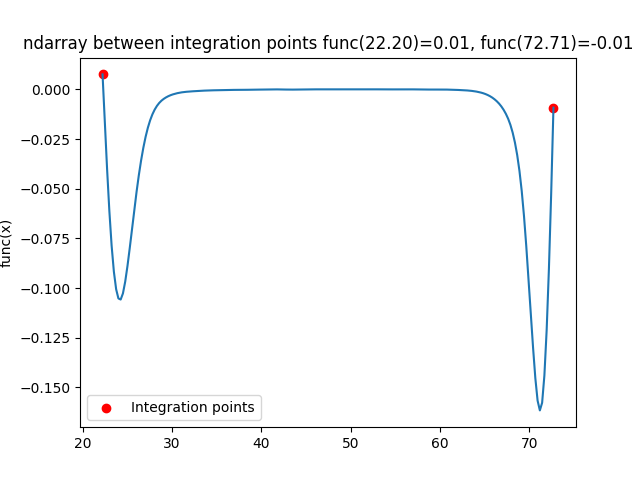 ndarray between integration points func(22.20)=0.01, func(72.71)=-0.01
0.000
−0.025
−0.050
−0.075
−0.100
−0.125
−0.150
func(x)
Integration points
20 30 40 50 60 70